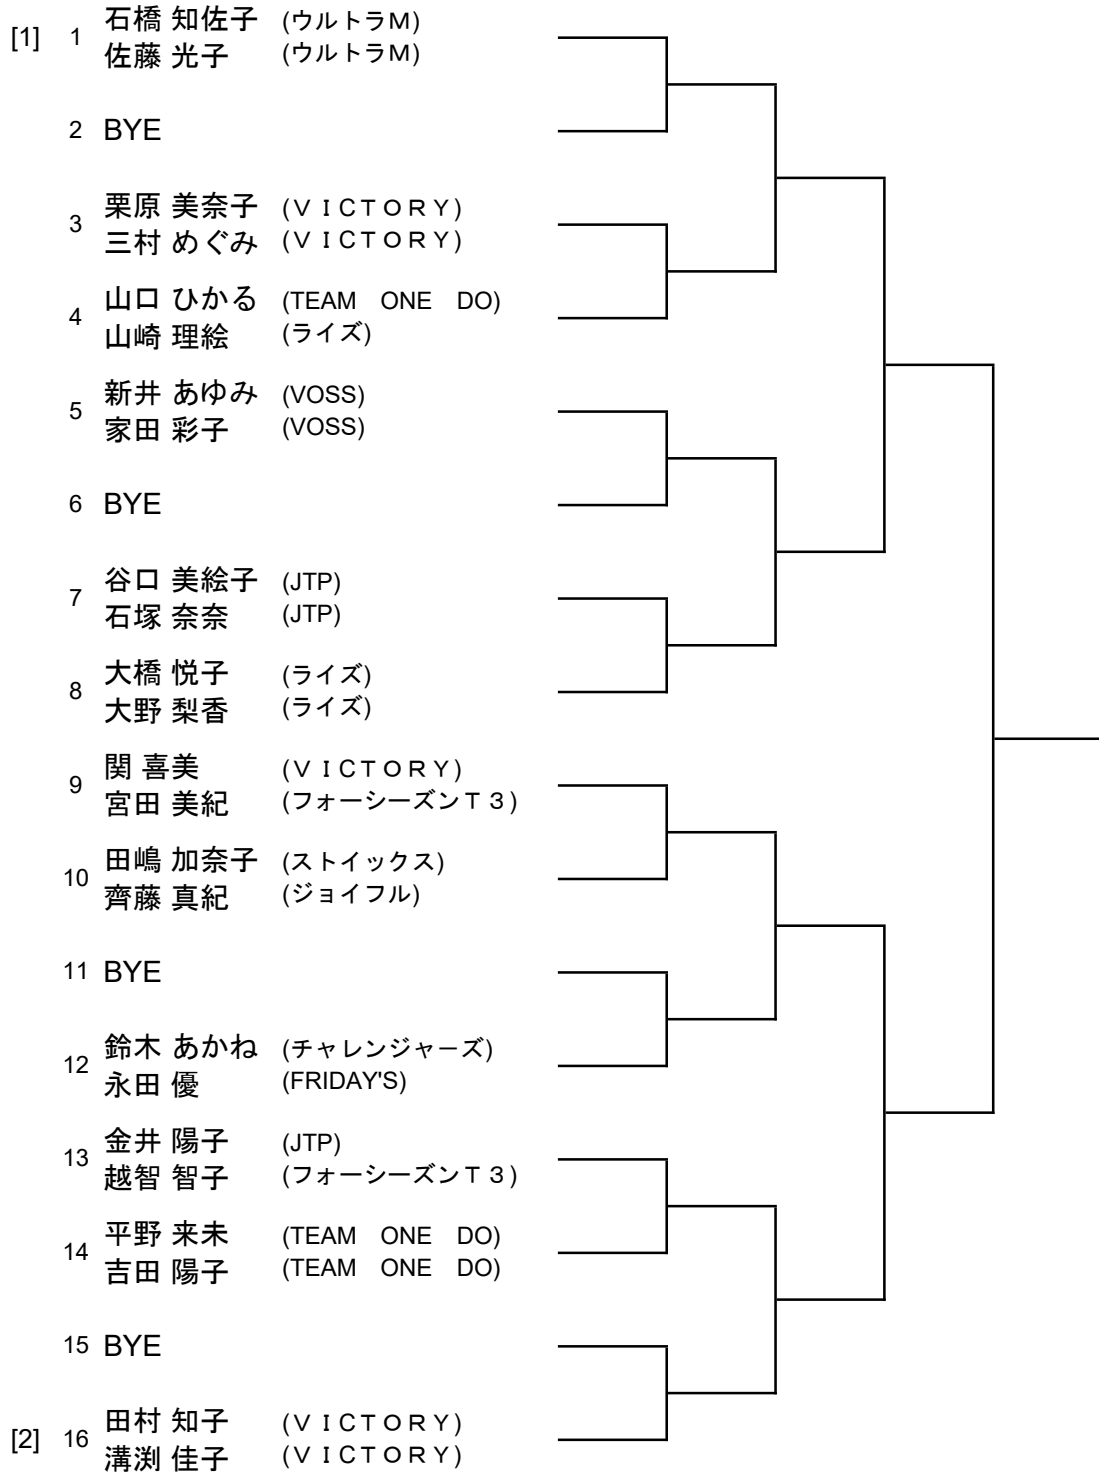 [1] 1 石橋 知佐子 (ウルトラM)
佐藤 光子 (ウルトラM)
2 BYE
3 栗原 美奈子 (ＶＩＣＴＯＲＹ)
三村 めぐみ (ＶＩＣＴＯＲＹ)
4 山口 ひかる (TEAM　ONE　DO)
山崎 理絵 (ライズ)
5 新井 あゆみ (VOSS)
家田 彩子 (VOSS)
6 BYE
7 谷口 美絵子 (JTP)
石塚 奈奈 (JTP)
8 大橋 悦子 (ライズ)
大野 梨香 (ライズ)
9 関 喜美 (ＶＩＣＴＯＲＹ)
宮田 美紀 (フォーシーズンＴ３)
10 田嶋 加奈子 (ストイックス)
齊藤 真紀 (ジョイフル)
11 BYE
12 鈴木 あかね (チャレンジャーズ)
永田 優 (FRIDAY'S)
13 金井 陽子 (JTP)
越智 智子 (フォーシーズンＴ３)
14 平野 来未 (TEAM　ONE　DO)
吉田 陽子 (TEAM　ONE　DO)
15 BYE
[2] 16 田村 知子 (ＶＩＣＴＯＲＹ)
溝渕 佳子 (ＶＩＣＴＯＲＹ)